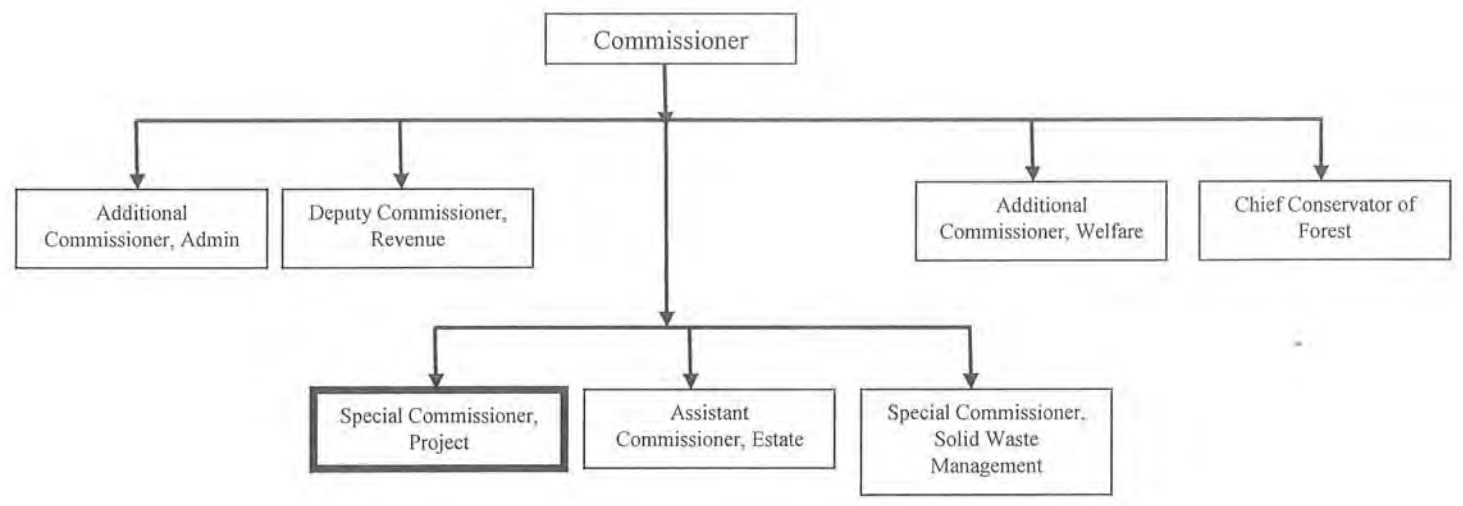 Commissioner
Additional
Commissioner, Admin
Deputy Commissioner,
Revenue
Additional
Commissioner, Welfare
Chief Conservator of
Forest
Special Commissioner,
Project
Assistant
Commissioner, Estate
Special Commissioner,
Solid Waste
Management